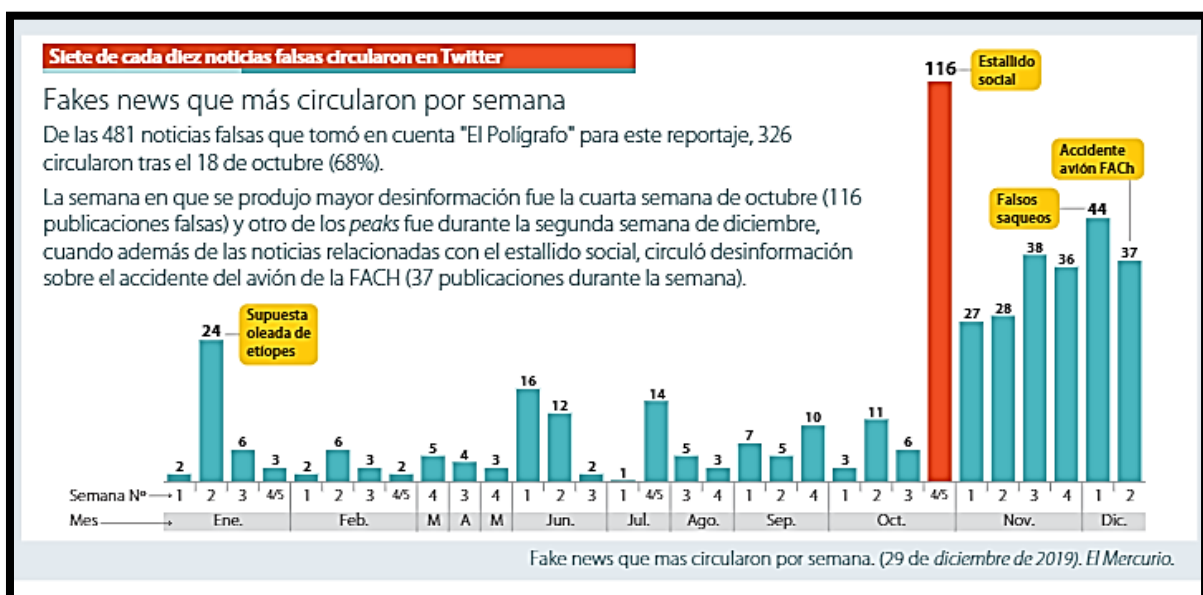 Siete de cada diez noticias falsas circularon en Twitter
Fakes news que más circularon por semana
De las 481 noticias falsas que tomó en cuenta "El Polígrafo" para este reportaje, 326
circularon tras el 18 de octubre (68%).
La semana en que se produjo mayor desinformación fue la cuarta semana de octubre (116
publicaciones falsas) y otro de los peaks fue durante la segunda semana de diciembre,
cuando además de las noticias relacionadas con el estallido social, circuló desinformación
sobre el accidente del avión de la FACH (37 publicaciones durante la semana).
116
Estallido
social
Accidente
avión FACh
Falsos
saqueos
Supuesta
oleada de
etíopes
2 24 6 3 2 6 3 2 5 4 3 16 12 2 1 14 5 3 7 5 10 3 11 6 27 28 38 36 44 37
Semana Nº 1 2 3 4/5 1 2 3 4/5 4 3 4 1 2 3 1 4/5 3 4 1 2 4 1 2 3 4/5 1 2 3 4 1 2
Mes Ene. Feb. M A M Jun. Jul. Ago. Sep. Oct. Nov. Dic.
Fake news que mas circularon por semana. (29 de diciembre de 2019). El Mercurio.